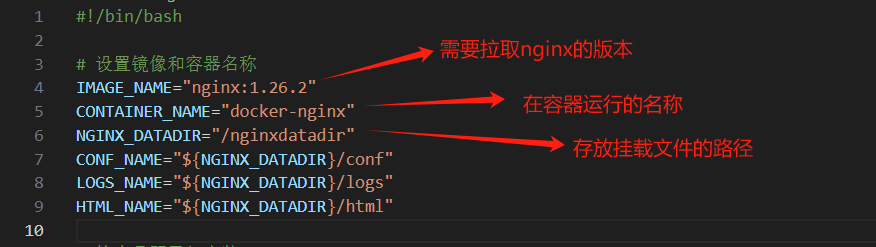 1 #!/bin/bash
2
3 # 设置镜像和容器名称
4 IMAGE_NAME="nginx:1.26.2"
需要拉取nginx的版本
5 CONTAINER_NAME="docker-nginx"
在容器运行的名称
6 NGINX_DATADIR="/nginxdatadir"
存放挂载文件的路径
7 CONF_NAME="${NGINX_DATADIR}/conf"
8 LOGS_NAME="${NGINX_DATADIR}/logs"
9 HTML_NAME="${NGINX_DATADIR}/html"
10